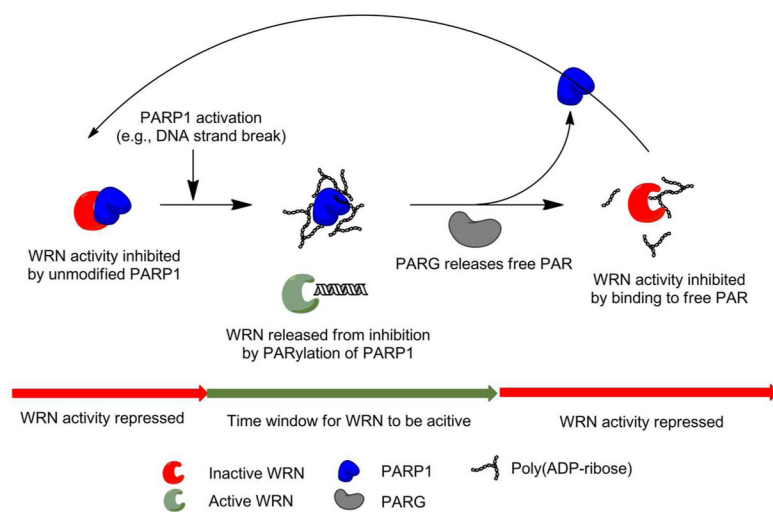 PARP1 activation
(e.g., DNA strand break)
WRN activity inhibited
by unmodified PARP1
WRN released from inhibition
by PARylation of PARP1
PARG releases free PAR
WRN activity inhibited
by binding to free PAR
WRN activity repressed
Time window for WRN to be acitive
WRN activity repressed
Inactive WRN
PARP1
Poly(ADP-ribose)
Active WRN
PARG